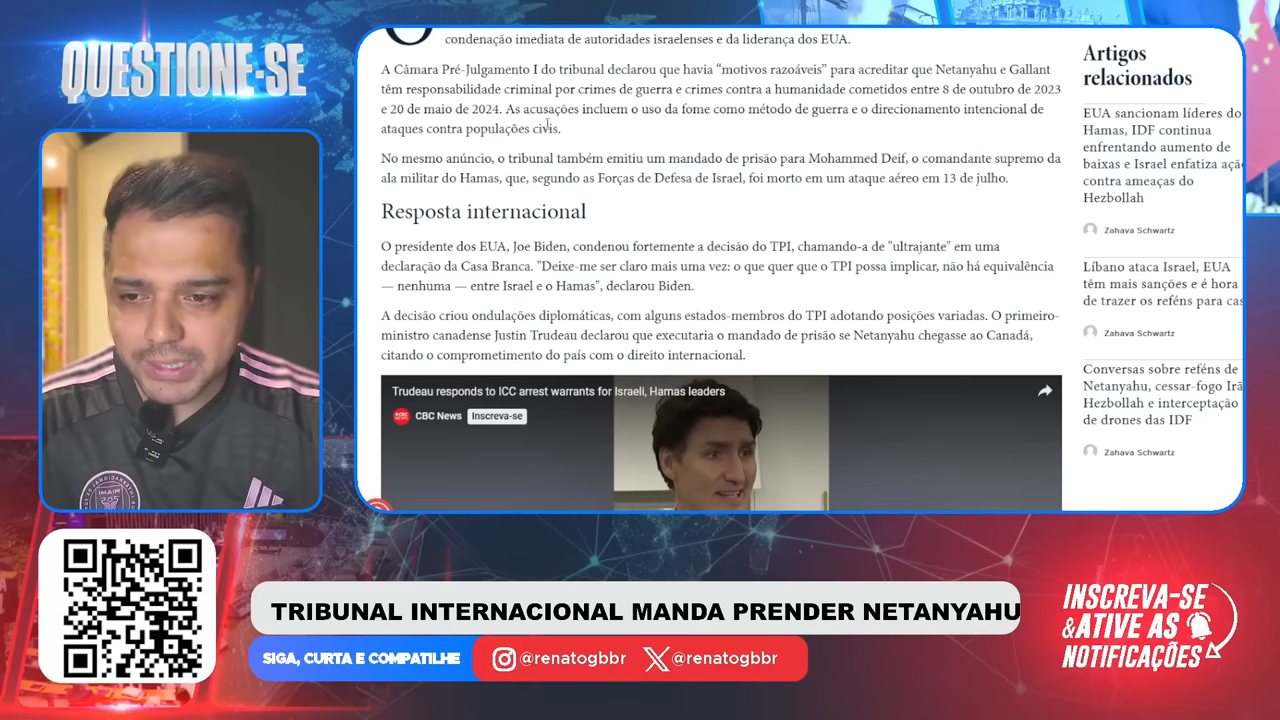 QUESTIONE-SE
condenação imediata de autoridades israelenses e da liderança dos EUA.
A Câmara Pré-Julgamento I do tribunal declarou que havia “motivos razoáveis” para acreditar que Netanyahu e Gallant
têm responsabilidade criminal por crimes de guerra e crimes contra a humanidade cometidos entre 8 de outubro de 2023
e 20 de maio de 2024. As acusações incluem o uso da fome como método de guerra e o direcionamento intencional de
ataques contra populações civis.
No mesmo anúncio, o tribunal também emitiu um mandado de prisão para Mohammed Deif, o comandante supremo da
ala militar do Hamas, que, segundo as Forças de Defesa de Israel, foi morto em um ataque aéreo em 13 de julho.
Resposta internacional
O presidente dos EUA, Joe Biden, condenou fortemente a decisão do TPI, chamando-a de "ultrajante" em uma
declaração da Casa Branca. "Deixe-me ser claro mais uma vez: o que quer que o TPI possa implicar, não há equivalência
— nenhuma — entre Israel e o Hamas", declarou Biden.
A decisão criou ondulações diplomáticas, com alguns estados-membros do TPI adotando posições variadas. O primeiro-
ministro canadense Justin Trudeau declarou que executaria o mandado de prisão se Netanyahu chegasse ao Canadá,
citando o comprometimento do país com o direito internacional.
Trudeau responds to ICC arrest warrants for Israeli, Hamas leaders
CBC News Inscreva-se
Artigos
relacionados
EUA sancionam líderes do
Hamas, IDF continua
enfrentando aumento de
baixas e Israel enfatiza açã
contra ameaças do
Hezbollah
Zahava Schwartz
Líbano ataca Israel, EUA
têm mais sanções e é hora
de trazer os reféns para cas
Zahava Schwartz
Conversas sobre reféns de
Netanyahu, cessar-fogo Irã
Hezbollah e interceptação
de drones das IDF
Zahava Schwartz
MIAMI
TRIBUNAL INTERNACIONAL MANDA PRENDER NETANYAHU
SIGA, CURTA E COMPATILHE
@renatogbbr
@renatogbbr
INSCREVA-SE
&ATIVE AS
NOTIFICAÇÕES